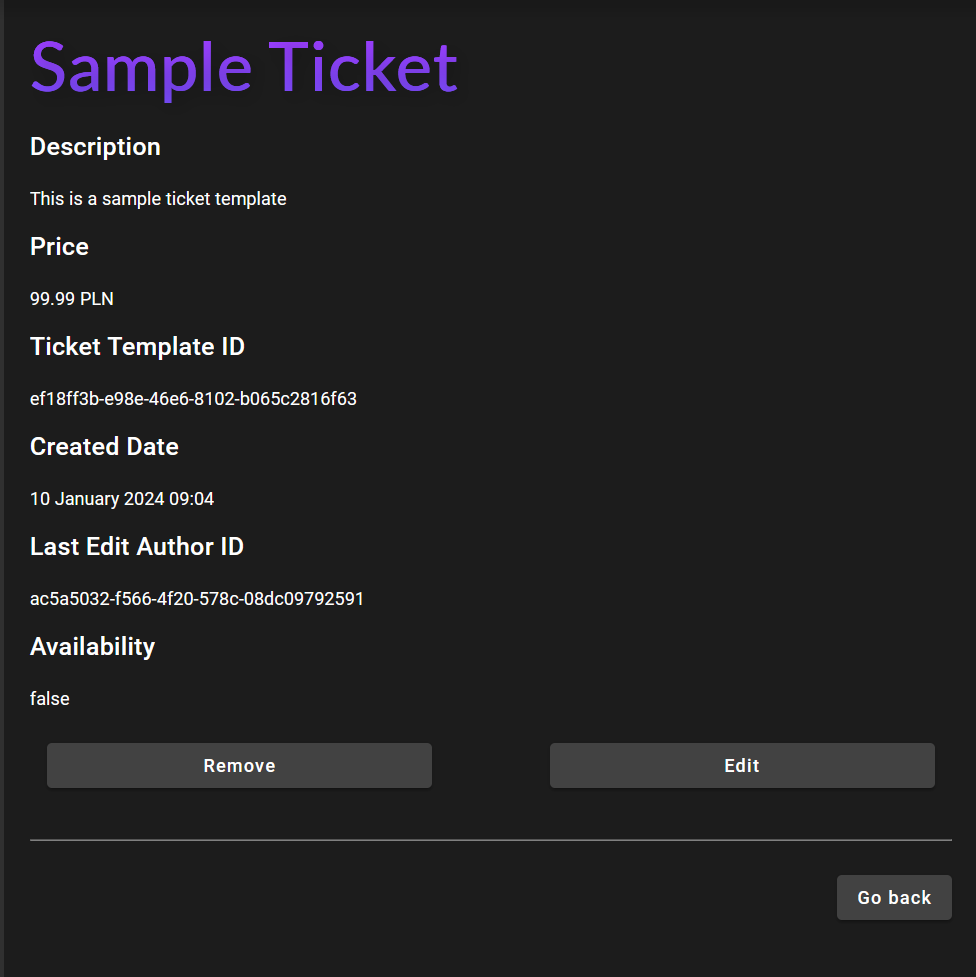 Sample Ticket
Description
This is a sample ticket template
Price
99.99 PLN
Ticket Template ID
ef18ff3b-e98e-46e6-8102-b065c2816f63
Created Date
10 January 2024 09:04
Last Edit Author ID
ac5a5032-f566-4f20-578c-08dc09792591
Availability
false
Remove Edit
Go back